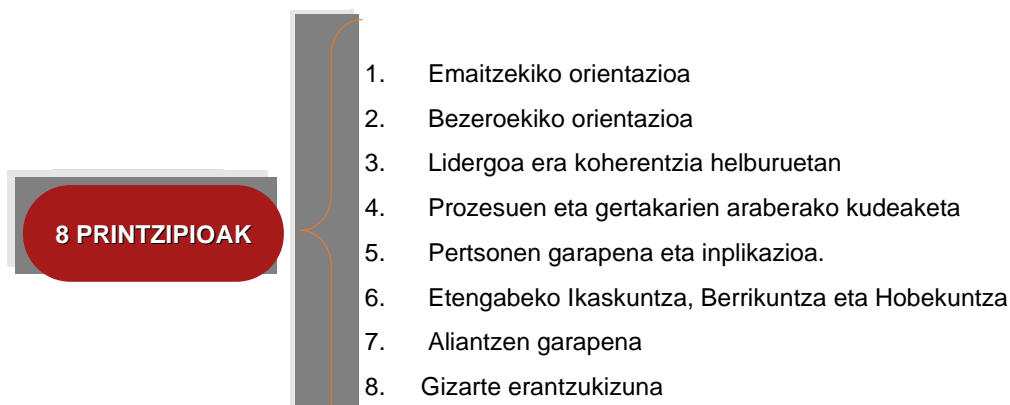 8 PRINTZIPIOAK
1. Emaitzekiko orientazioa
2. Bezeroekiko orientazioa
3. Lidergoa era koherentzia helburuetan
4. Prozesuen eta gertakarien araberako kudeaketa
5. Pertsonen garapena eta inplikazioa.
6. Etengabeko Ikaskuntza, Berrikuntza eta Hobekuntza
7. Aliantzen garapena
8. Gizarte erantzukizuna